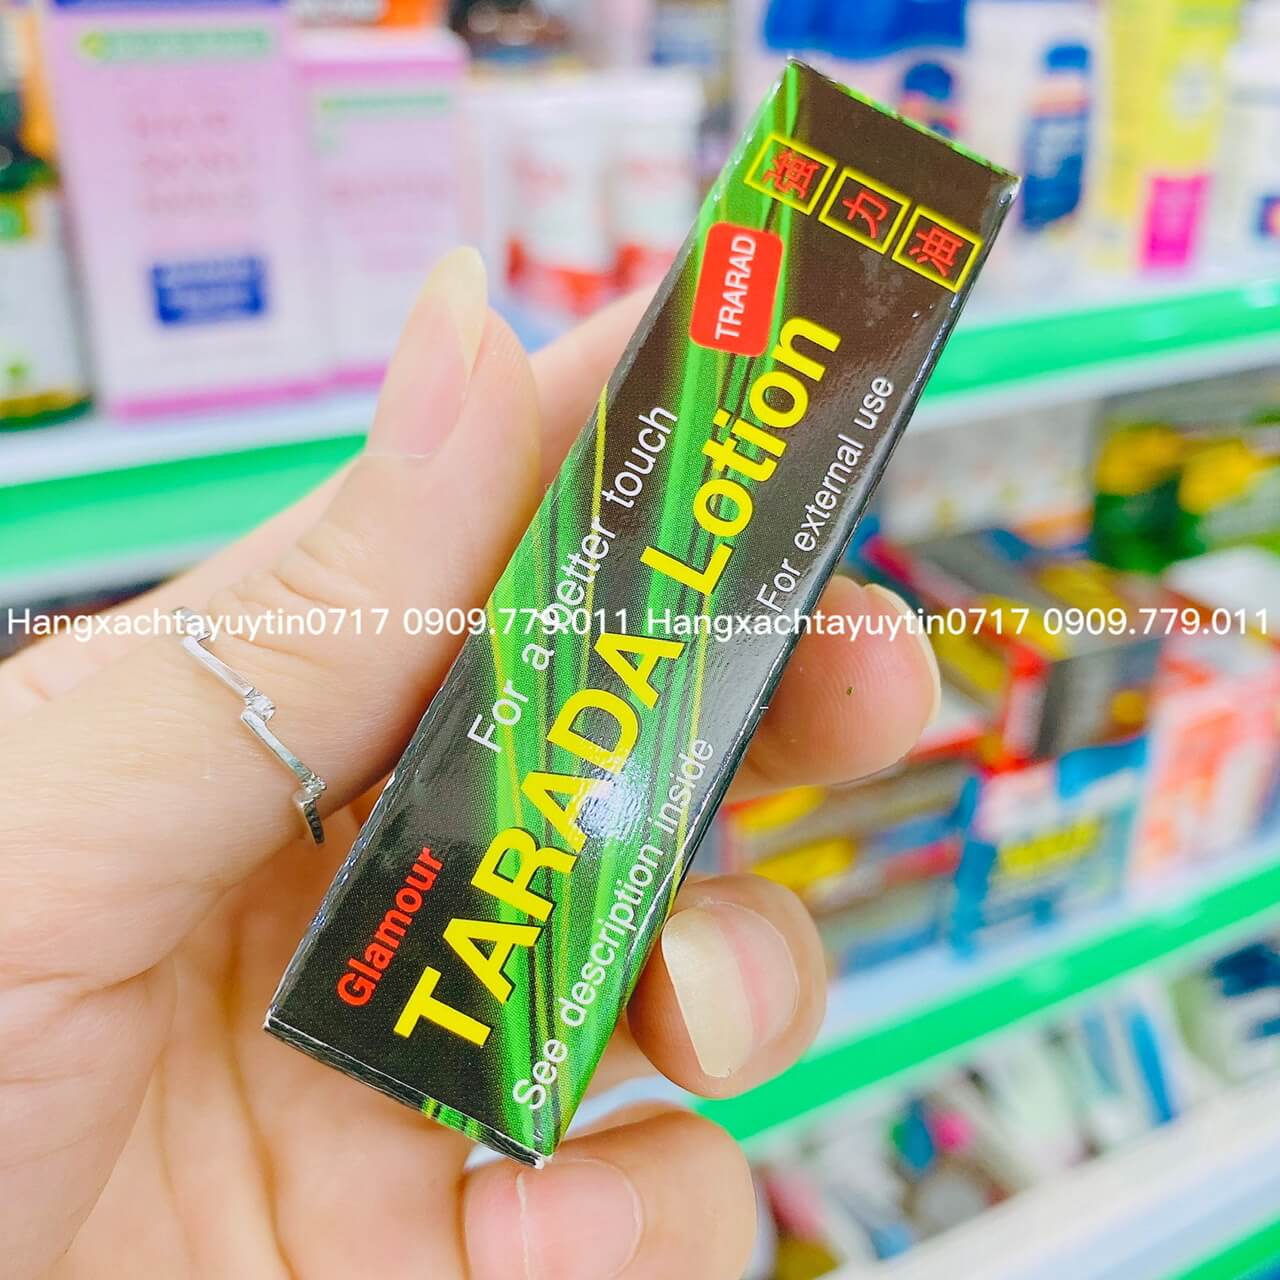 強力油
TRARAD
Glamour
For a better touch
TARADA Lotion
For external use
See description inside
Hangxachtayuytin0717 0909.779.011 Hangxachtayuytin0717 0909.779.011